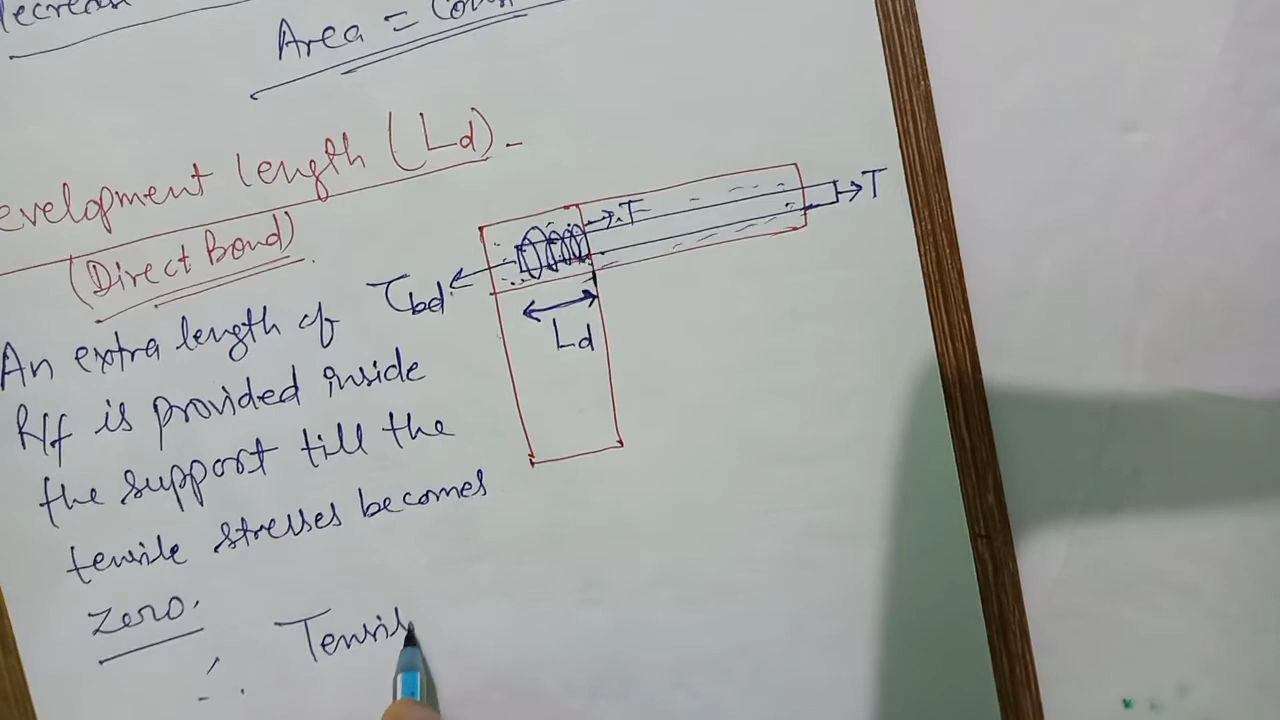 Area =
evelopment length (Ld) -
(Direct Bond)
T
T
τbd
Ld
An extra length of
R/f is provided inside
the support till the
tensile stresses becomes
zero.
∴ Tensil